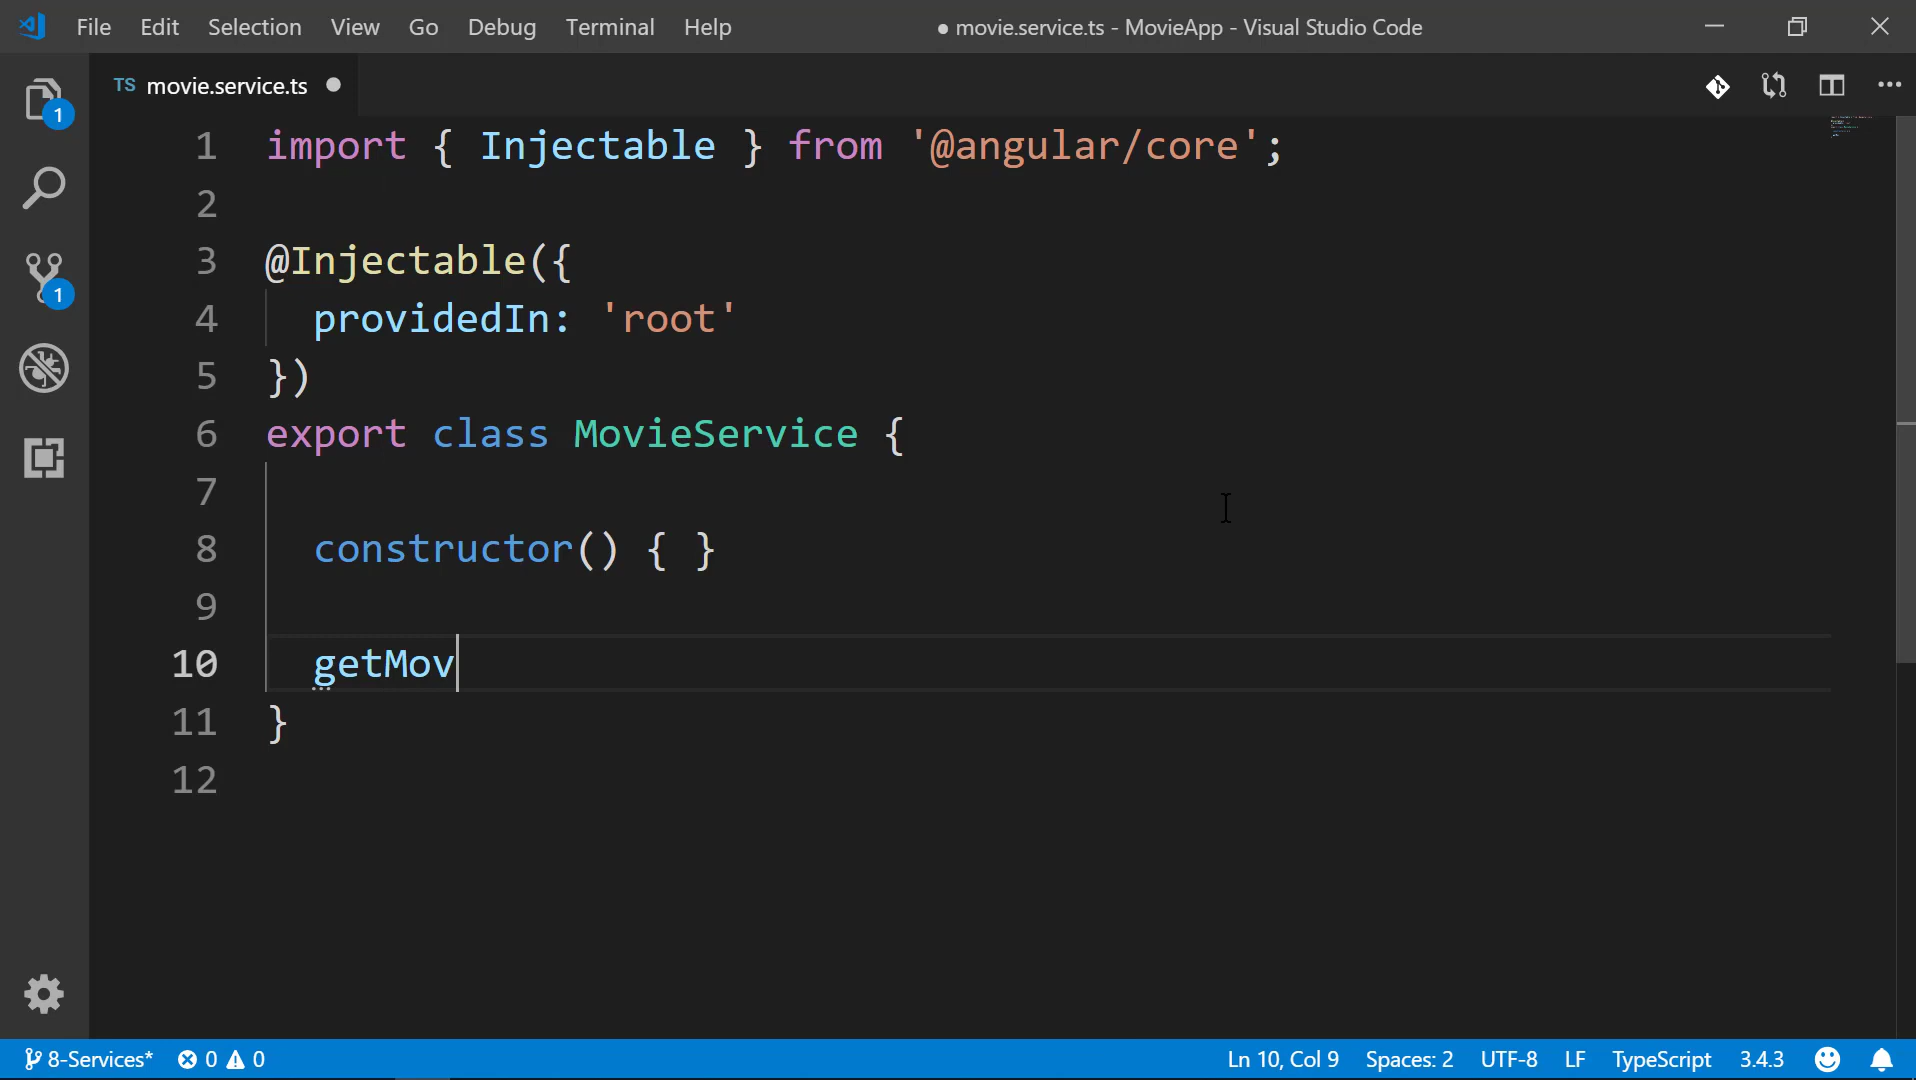 File Edit Selection View Go Debug Terminal Help ● movie.service.ts - MovieApp - Visual Studio Code
TS movie.service.ts ●
1
1
1 import { Injectable } from '@angular/core';
2
3 @Injectable({
4 providedIn: 'root'
5 })
6 export class MovieService {
7
8 constructor() { }
9
10 getMov
11 }
12
8-Services* 0 0 Ln 10, Col 9 Spaces: 2 UTF-8 LF TypeScript 3.4.3